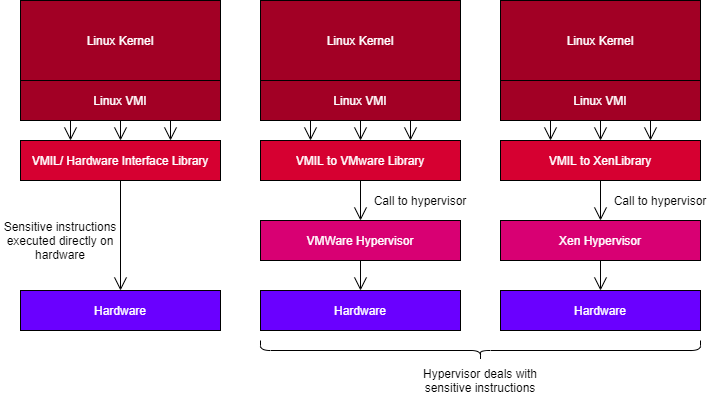 Linux Kernel
Linux VMI
VMIL/ Hardware Interface Library
Sensitive instructions
executed directly on
hardware
Hardware
Linux Kernel
Linux VMI
VMIL to VMware Library
Call to hypervisor
VMWare Hypervisor
Hardware
Linux Kernel
Linux VMI
VMIL to XenLibrary
Call to hypervisor
Xen Hypervisor
Hardware
Hypervisor deals with
sensitive instructions